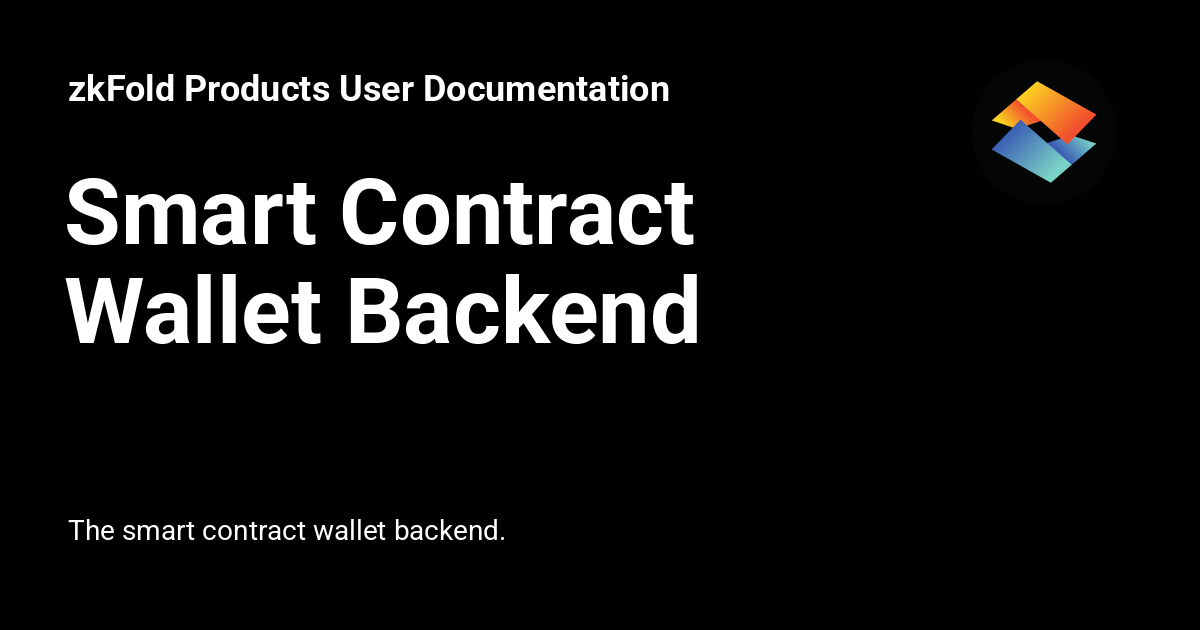 zkFold Products User Documentation
Smart Contract
Wallet Backend
The smart contract wallet backend.